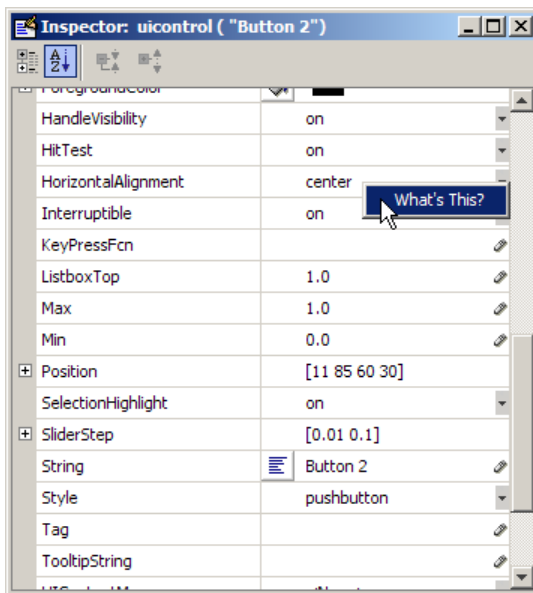 Inspector: uicontrol ( "Button 2")
ForegroundColor
HandleVisibility on
HitTest on
HorizontalAlignment center
What's This?
Interruptible on
KeyPressFcn
ListboxTop 1.0
Max 1.0
Min 0.0
Position [11 85 60 30]
SelectionHighlight on
SliderStep [0.01 0.1]
String Button 2
Style pushbutton
Tag
TooltipString